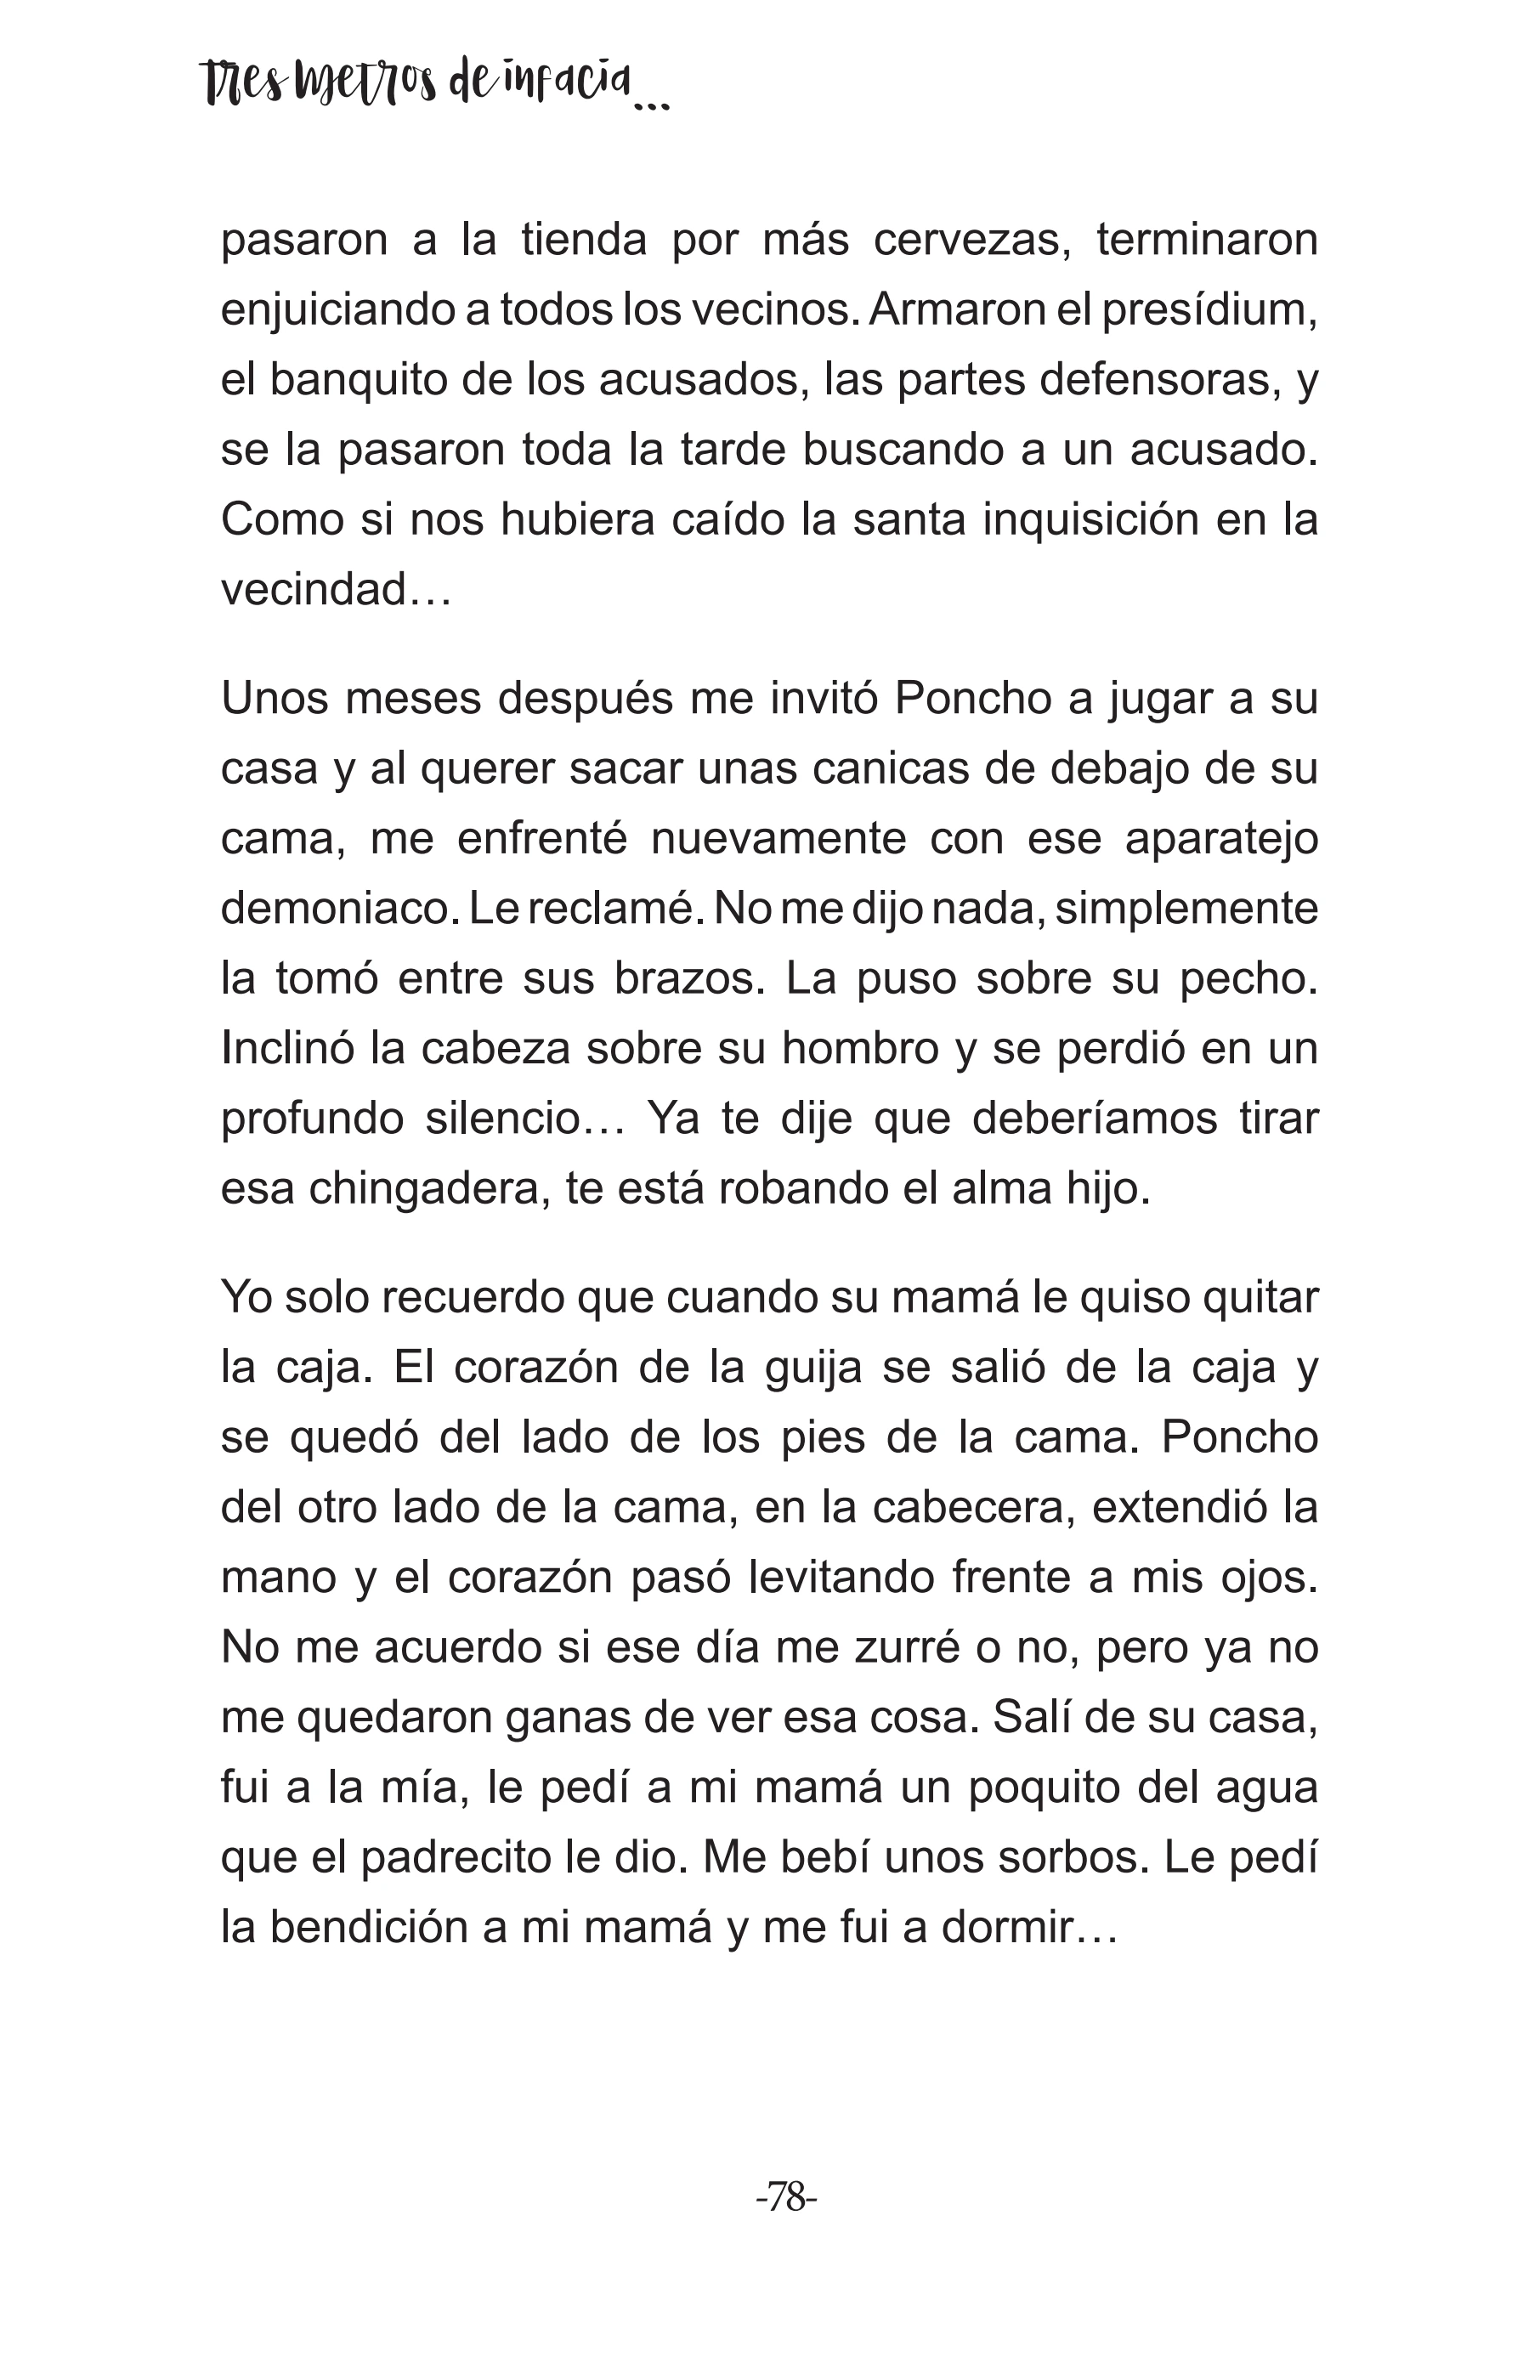 Tres metros de infacia...
pasaron a la tienda por más cervezas, terminaron
enjuiciando a todos los vecinos. Armaron el presídium,
el banquito de los acusados, las partes defensoras, y
se la pasaron toda la tarde buscando a un acusado.
Como si nos hubiera caído la santa inquisición en la
vecindad…
Unos meses después me invitó Poncho a jugar a su
casa y al querer sacar unas canicas de debajo de su
cama, me enfrenté nuevamente con ese aparatejo
demoniaco. Le reclamé. No me dijo nada, simplemente
la tomó entre sus brazos. La puso sobre su pecho.
Inclinó la cabeza sobre su hombro y se perdió en un
profundo silencio… Ya te dije que deberíamos tirar
esa chingadera, te está robando el alma hijo.
Yo solo recuerdo que cuando su mamá le quiso quitar
la caja. El corazón de la guija se salió de la caja y
se quedó del lado de los pies de la cama. Poncho
del otro lado de la cama, en la cabecera, extendió la
mano y el corazón pasó levitando frente a mis ojos.
No me acuerdo si ese día me zurré o no, pero ya no
me quedaron ganas de ver esa cosa. Salí de su casa,
fui a la mía, le pedí a mi mamá un poquito del agua
que el padrecito le dio. Me bebí unos sorbos. Le pedí
la bendición a mi mamá y me fui a dormir…
-78-